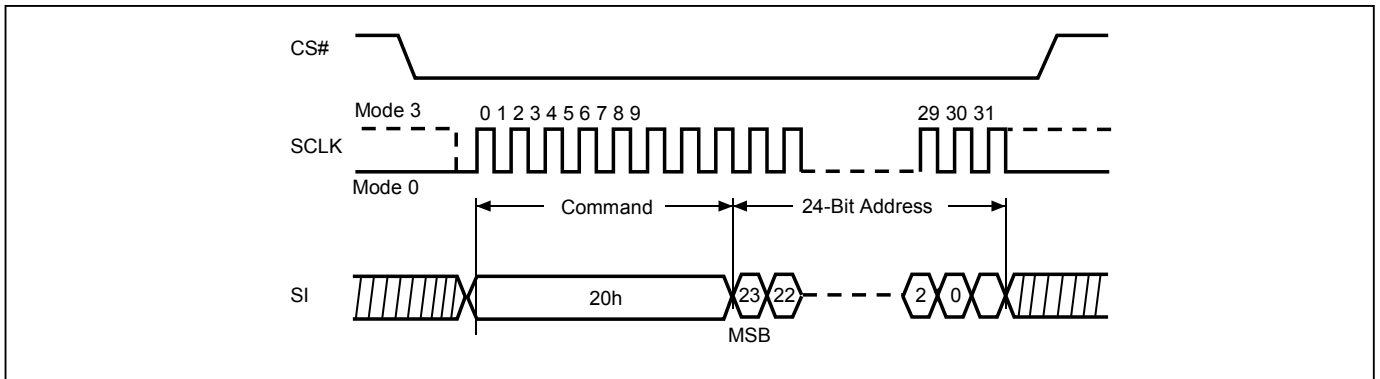 CS#
Mode 3
0 1 2 3 4 5 6 7 8 9
29 30 31
SCLK
Mode 0
Command
24-Bit Address
SI
20h
23
22
2
0
MSB